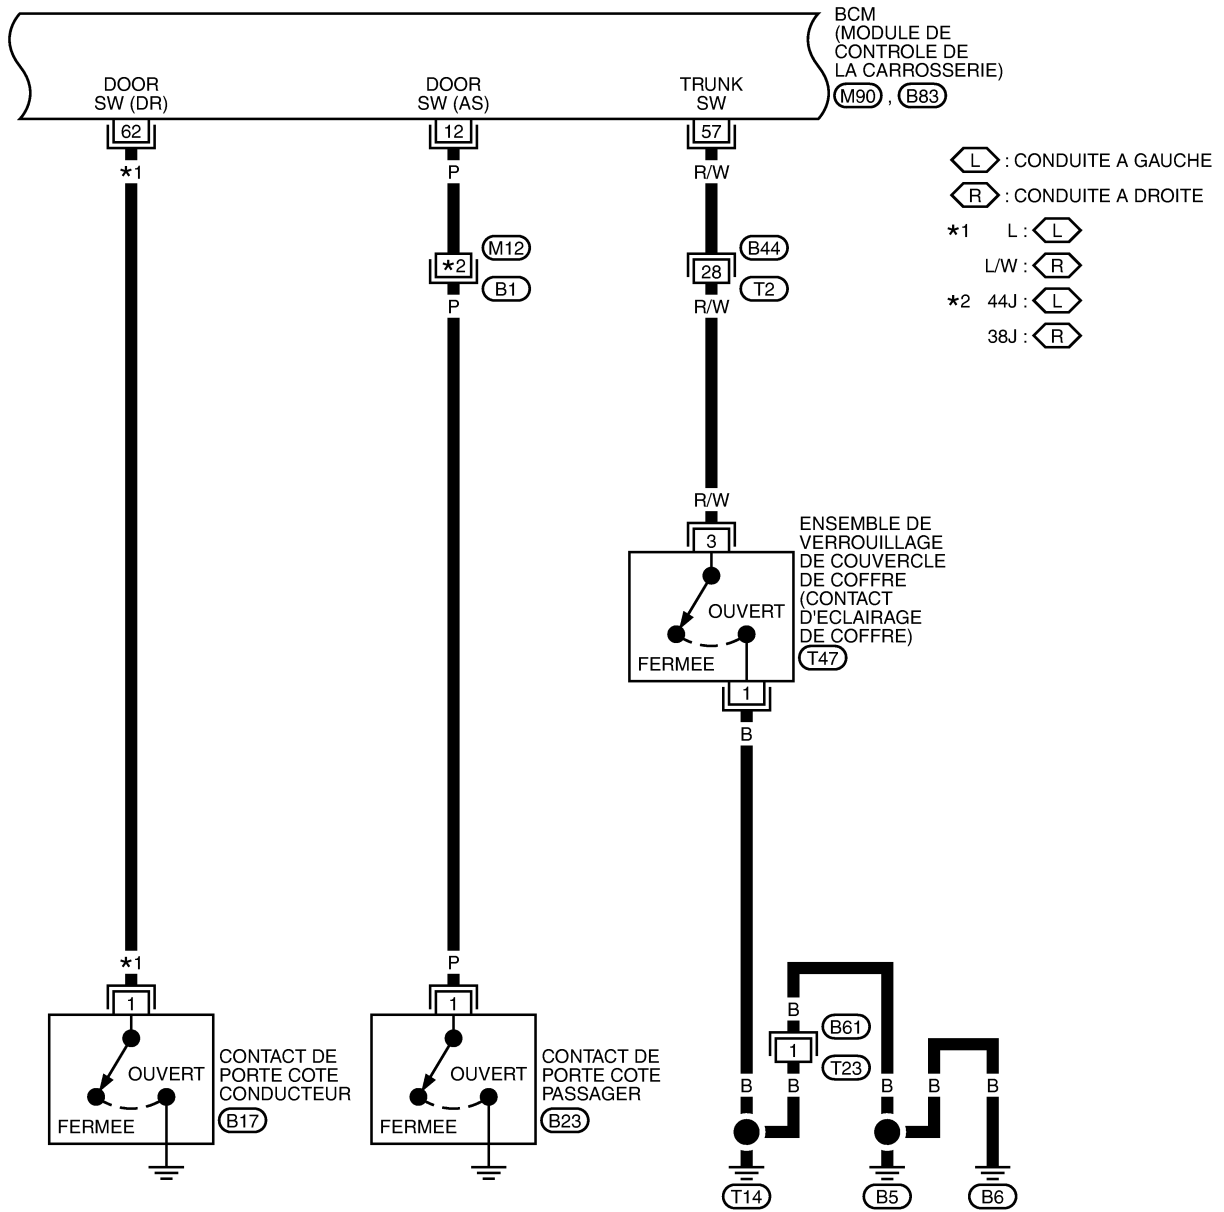 BCM
(MODULE DE
CONTROLE DE
LA CARROSSERIE)
M90 , B83
DOOR
SW (DR)
DOOR
SW (AS)
TRUNK
SW
62
12
57
*1
P
R/W
L : CONDUITE A GAUCHE
R : CONDUITE A DROITE
*1 L : L
L/W : R
*2 44J : L
38J : R
M12
*2
B1
P
B44
28
T2
R/W
R/W
3
ENSEMBLE DE
VERROUILLAGE
DE COUVERCLE
DE COFFRE
(CONTACT
D'ECLAIRAGE
DE COFFRE)
T47
OUVERT
FERMEE
1
B
*1
P
1
1
OUVERT
FERMEE
CONTACT DE
PORTE COTE
CONDUCTEUR
B17
OUVERT
FERMEE
CONTACT DE
PORTE COTE
PASSAGER
B23
B
B61
1
T23
B
B
B
B
B
T14
B5
B6